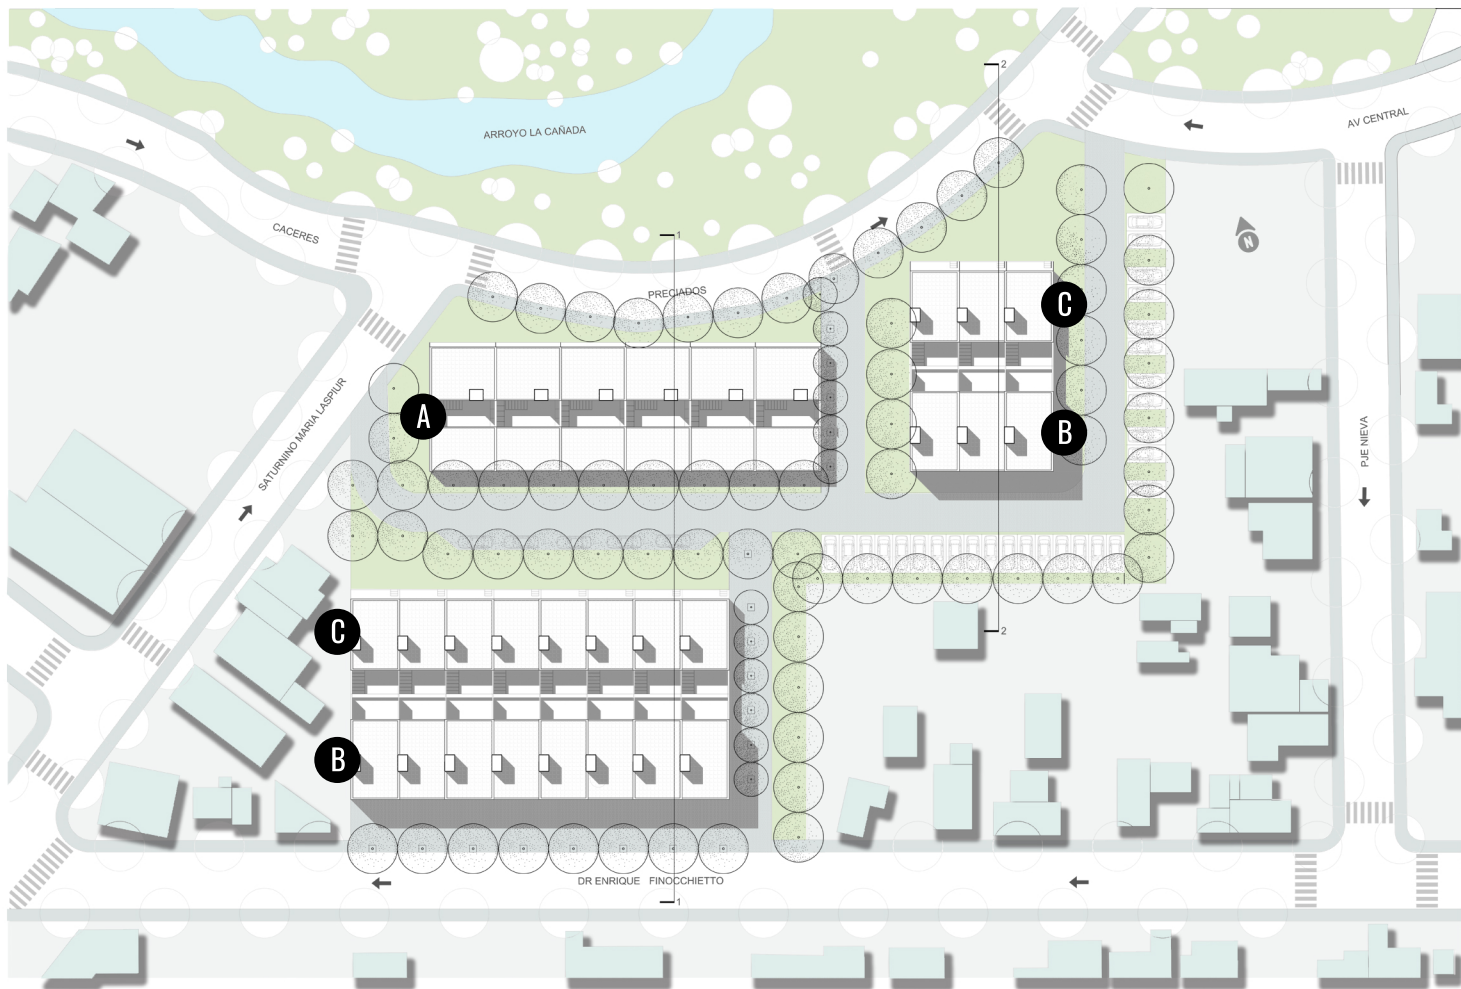 2
AV CENTRAL
ARROYO LA CAÑADA
CACERES
1
N
PRECIADOS
C
SATURNINO MARIA LASPIUR
A
B
PJE NIEVA
C
2
B
DR ENRIQUE FINOCCHIETTO
1